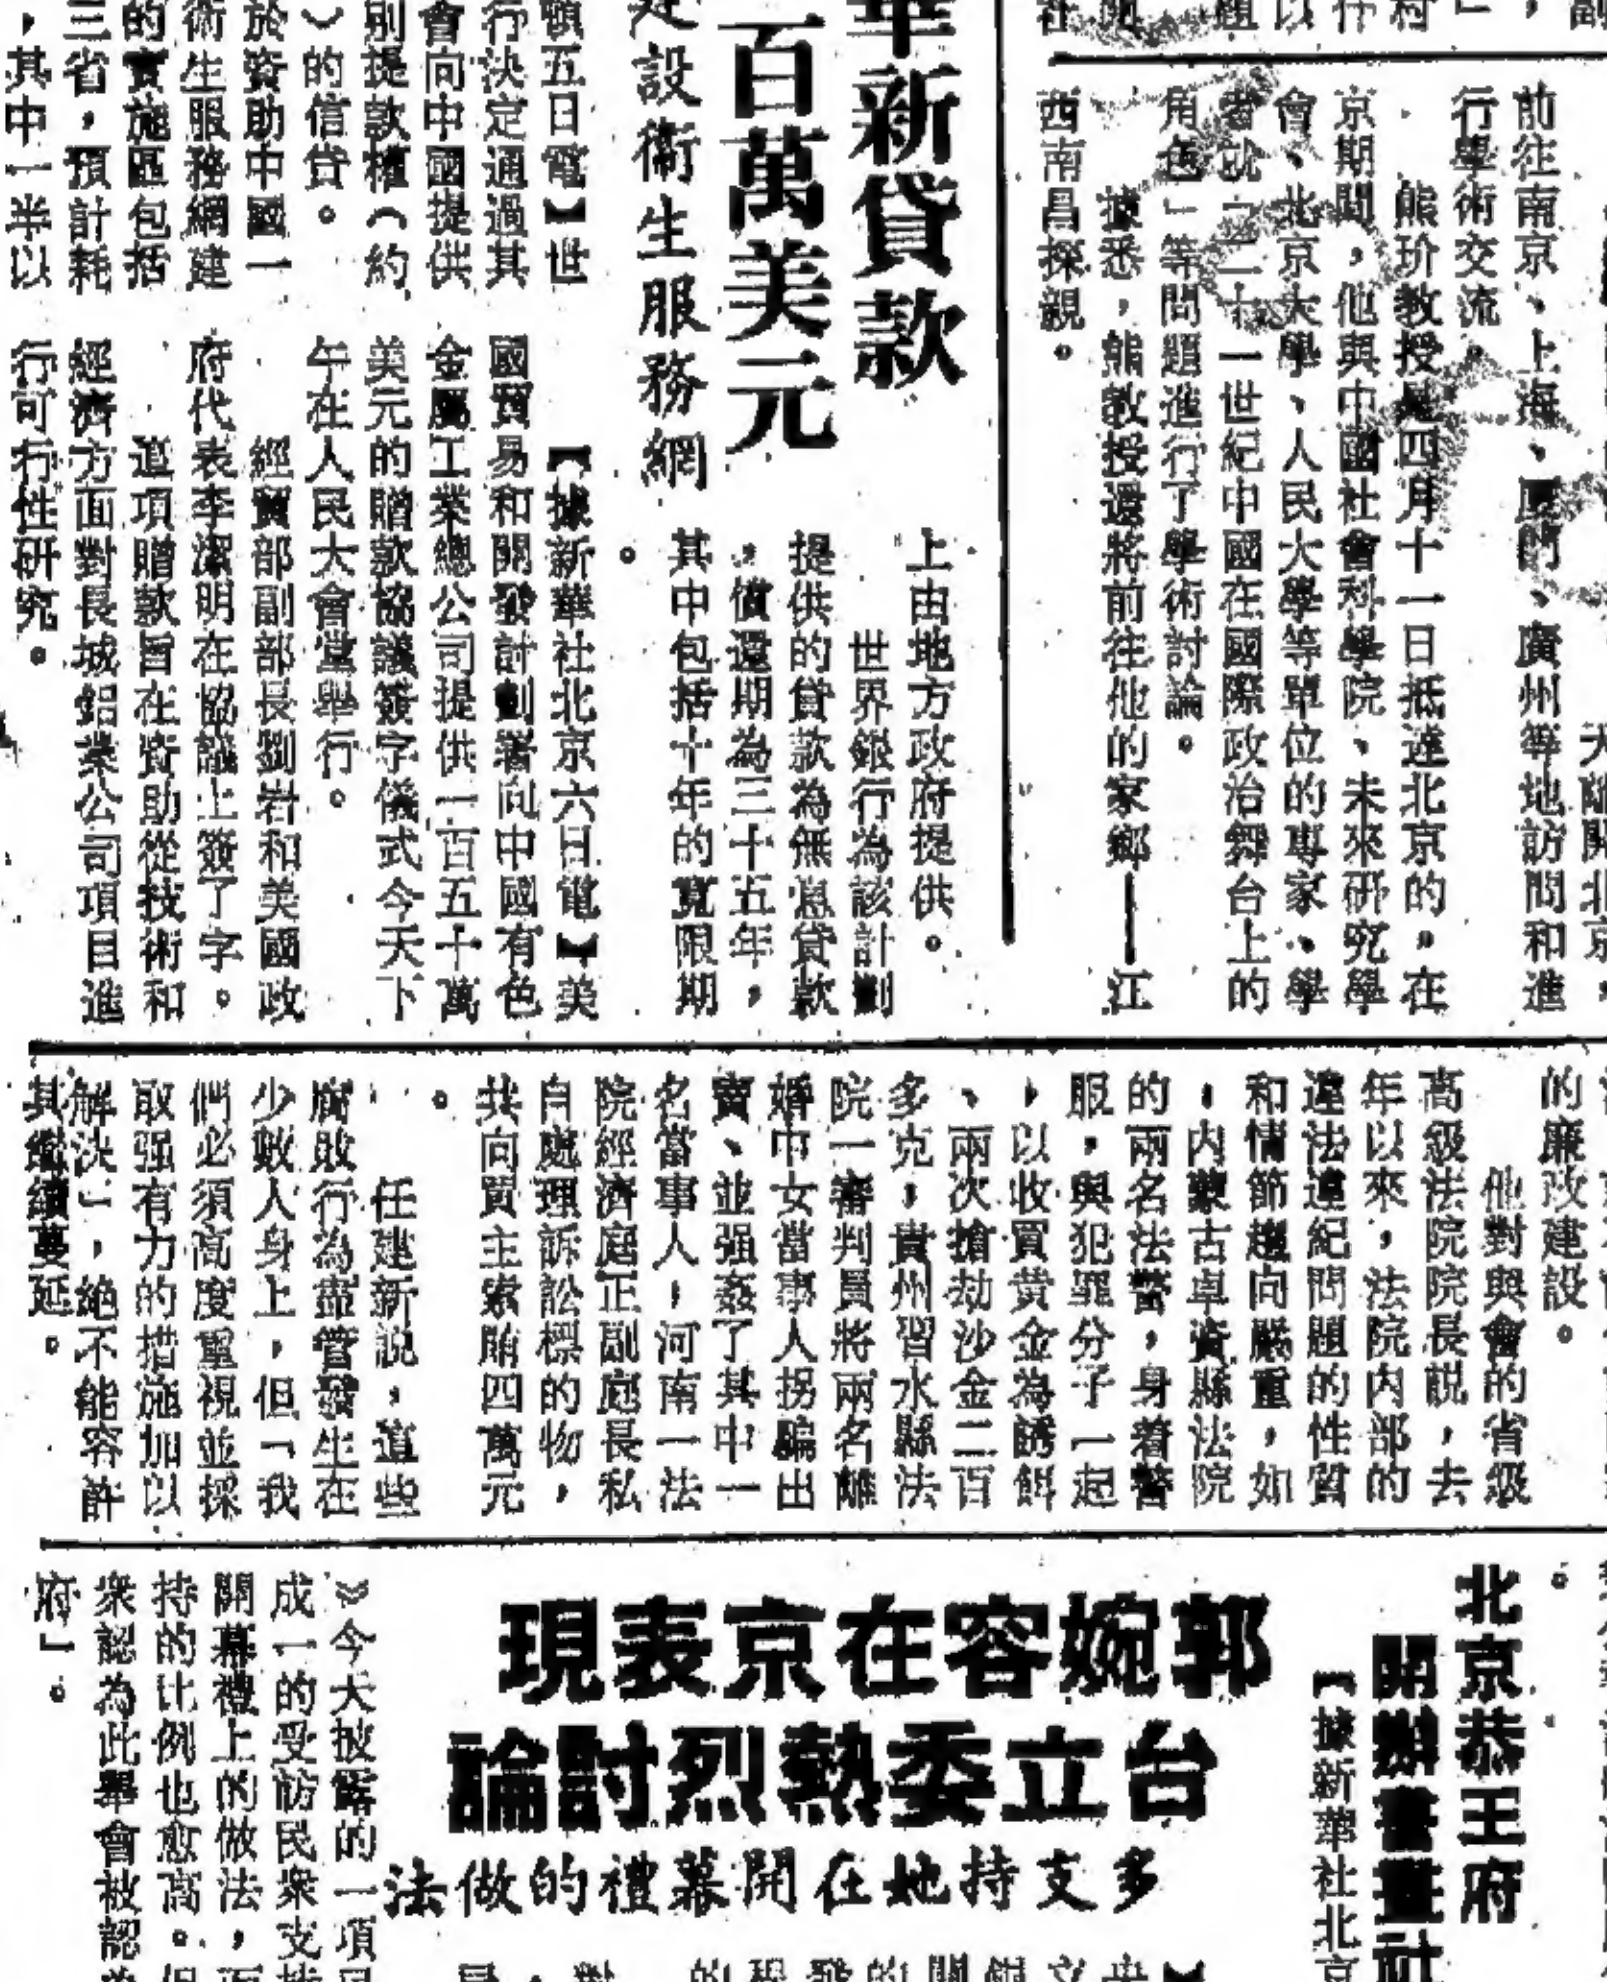 前往南京、上海、廈門、廣州等地訪問和進
行學術交流。
熊玠教授是四月十一日抵達北京的。在
京期間，他與中國社會科學院、未來研究學
會、北京大學、人民大學等單位的專家、學
者就「二十一世紀中國在國際政治舞台上的
角色」等問題進行了學術討論。
據悉，熊教授還將前往他的家鄉——江
西南昌探親。
新貸款
百萬美元
設衛生服務網
頓五日電】世
行決定通過其
會向中國提供
別提款權（約
）的信貸。
於資助中國一
術生服務網建
的實施區包括
三省，預計耗
，其中一半以
上由地方政府提供。
世界銀行為該計劃
提供的貸款為無息貸款
，償還期為三十五年，
其中包括十年的寬限期
。
【據新華社北京六日電】美
國貿易和開發計劃署向中國有色
金屬工業總公司提供一百五十萬
美元的贈款協議簽字儀式今天下
午在人民大會堂舉行。
經貿部副部長劉岩和美國政
府代表李潔明在協議上簽了字。
這項贈款旨在資助從技術和
經濟方面對長城鋁業公司項目進
行可行性研究。
的廉政建設。
他對與會的省級
高級法院院長說，去
年以來，法院內部的
違法違紀問題的性質
和情節趨向嚴重，如
，內蒙古卓資縣法院
的兩名法警，身着警
服，與犯罪分子一起
，以收買黃金為誘餌
、兩次搶劫沙金二百
多克，貴州習水縣法
院一審判員將兩名離
婚中女當事人拐騙出
賣、並强姦了其中一
名當事人，河南一法
院經濟庭正副庭長私
自處理訴訟標的物，
共向買主索賄四萬元
。
任建新說，這些
腐敗行為儘管發生在
少數人身上，但「我
們必須高度重視並採
取强有力的措施加以
解決」，絕不能容許
其繼續蔓延。
北京恭王府
開辦書畫社
【據新華社北京
郭婉容在京表現
台立委熱烈討論
多支持她在開幕禮的做法
》今天披露的一項
成一的受訪民衆支持
開幕禮上的做法，
持的比例也愈高。
衆認為此舉會被認
府」。